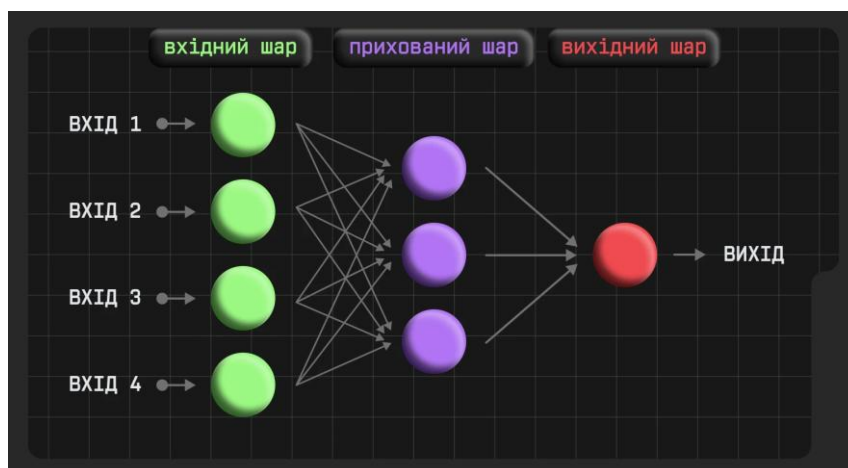 вхідний шар
прихований шар
вихідний шар
ВХІД 1
ВХІД 2
ВХІД 3
ВХІД 4
ВИХІД